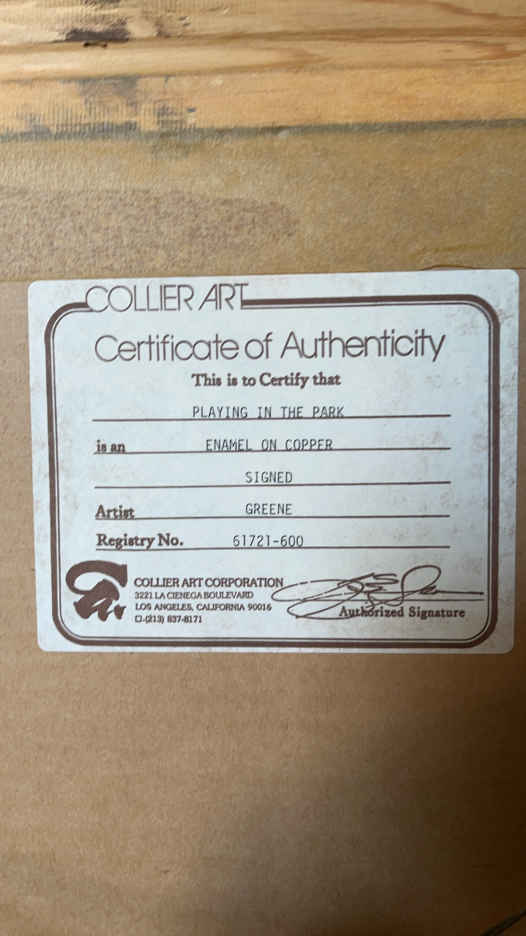 COLLIER ART
Certificate of Authenticity
This is to Certify that
PLAYING IN THE PARK
is an ENAMEL ON COPPER
SIGNED
Artist GREENE
Registry No. 61721-600
COLLIER ART CORPORATION
3221 LA CIENEGA BOULEVARD
LOS ANGELES, CALIFORNIA 90016
(213) 837-8171
Authorized Signature